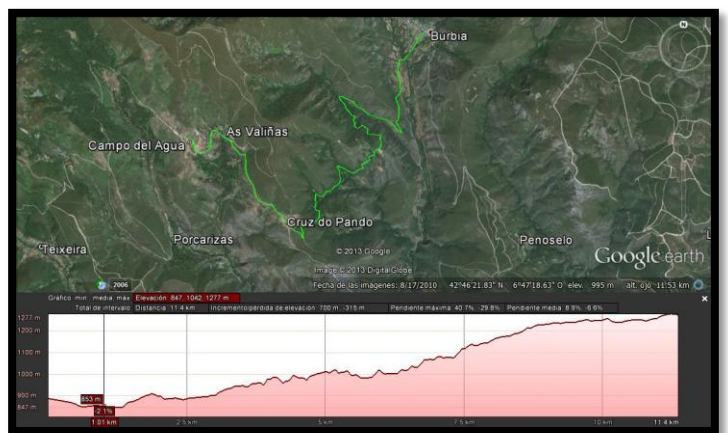 N
Burbia
As Valiñas
Campo del Agua
Cruz do Pando
Teixeira
Porcarizas
Penoselo
L
© 2013 Google
Image © 2013 DigitalGlobe
Google earth
2006
Fecha de las imágenes: 8/17/2010 42°46'21.83" N 6°47'18.63" O elev. 995 m alt. ojo 11.53 km
Gráfico: mín., media, máx Elevación: 847, 1042, 1277 m
Total de intervalo: Distancia: 11.4 km Incremento/pérdida de elevación: 700 m, -315 m Pendiente máxima: 40.7%, -29.8% Pendiente media: 8.9%, -6.6%
1277 m
1200 m
1100 m
1000 m
900 m
847 m
853 m
-2.1%
1.01 km
2.5 km
5 km
7.5 km
10 km
11.4 km